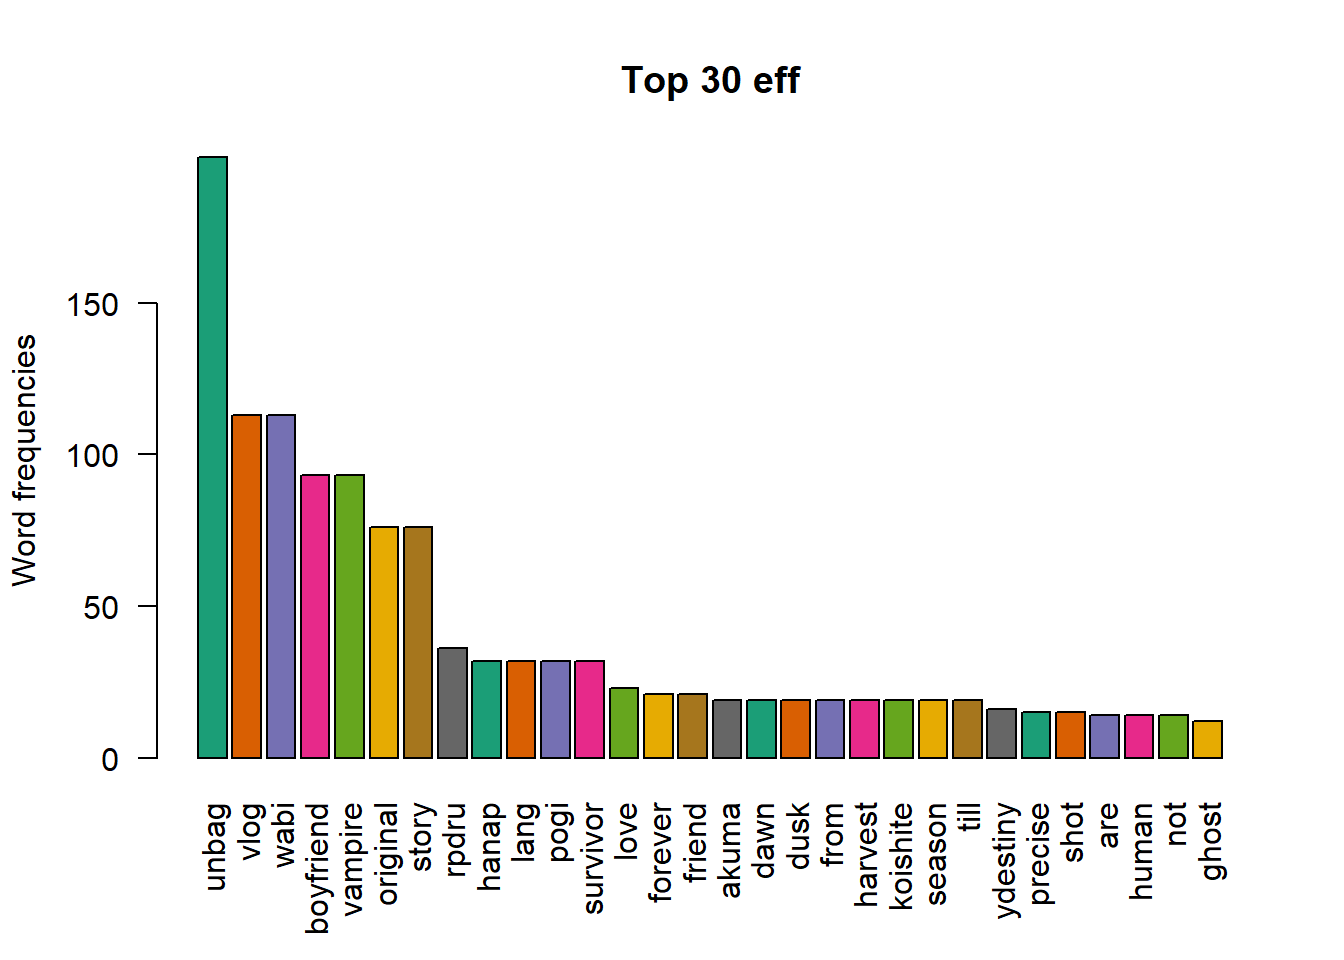 Top 30 eff
Word frequencies
150
100
50
0
unbag
vlog
wabi
boyfriend
vampire
original
story
rpdru
hanap
lang
pogi
survivor
love
forever
friend
akuma
dawn
dusk
from
harvest
koishite
season
till
ydestiny
precise
shot
are
human
not
ghost